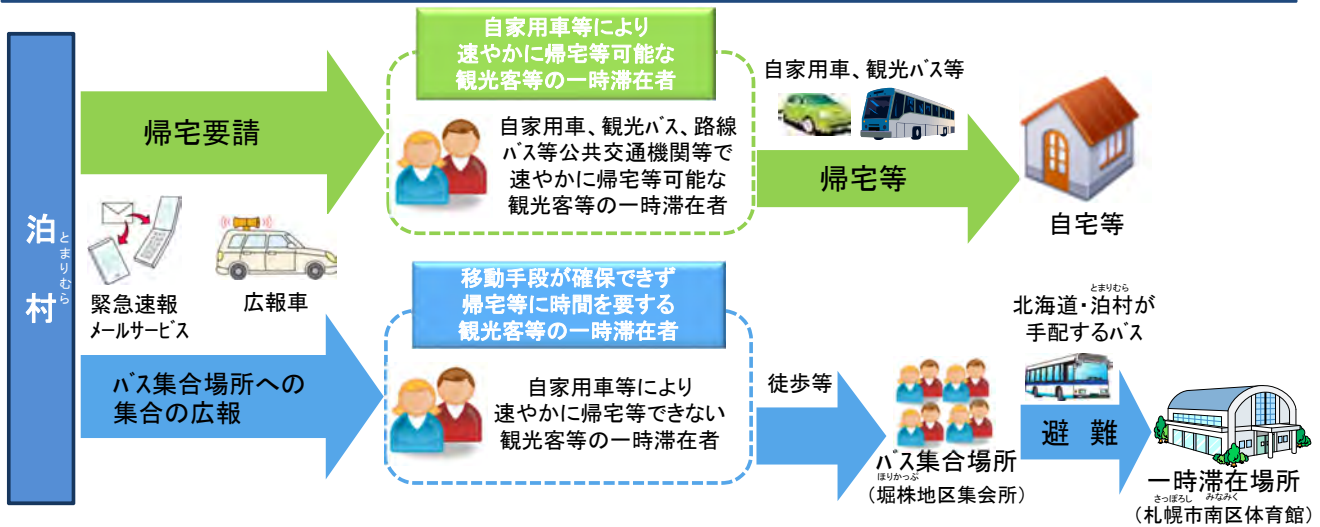 泊村
とまりむら
帰宅要請
緊急速報
メールサービス
広報車
バス集合場所への
集合の広報
自家用車等により
速やかに帰宅等可能な
観光客等の一時滞在者
自家用車、観光バス、路線
バス等公共交通機関等で
速やかに帰宅等可能な
観光客等の一時滞在者
自家用車、観光バス等
帰宅等
自宅等
移動手段が確保できず
帰宅等に時間を要する
観光客等の一時滞在者
自家用車等により
速やかに帰宅等できない
観光客等の一時滞在者
徒歩等
バス集合場所
ほりかっぷ
（堀株地区集会所）
とまりむら
北海道・泊村が
手配するバス
避難
一時滞在場所
さっぽろし みなみく
（札幌市南区体育館）